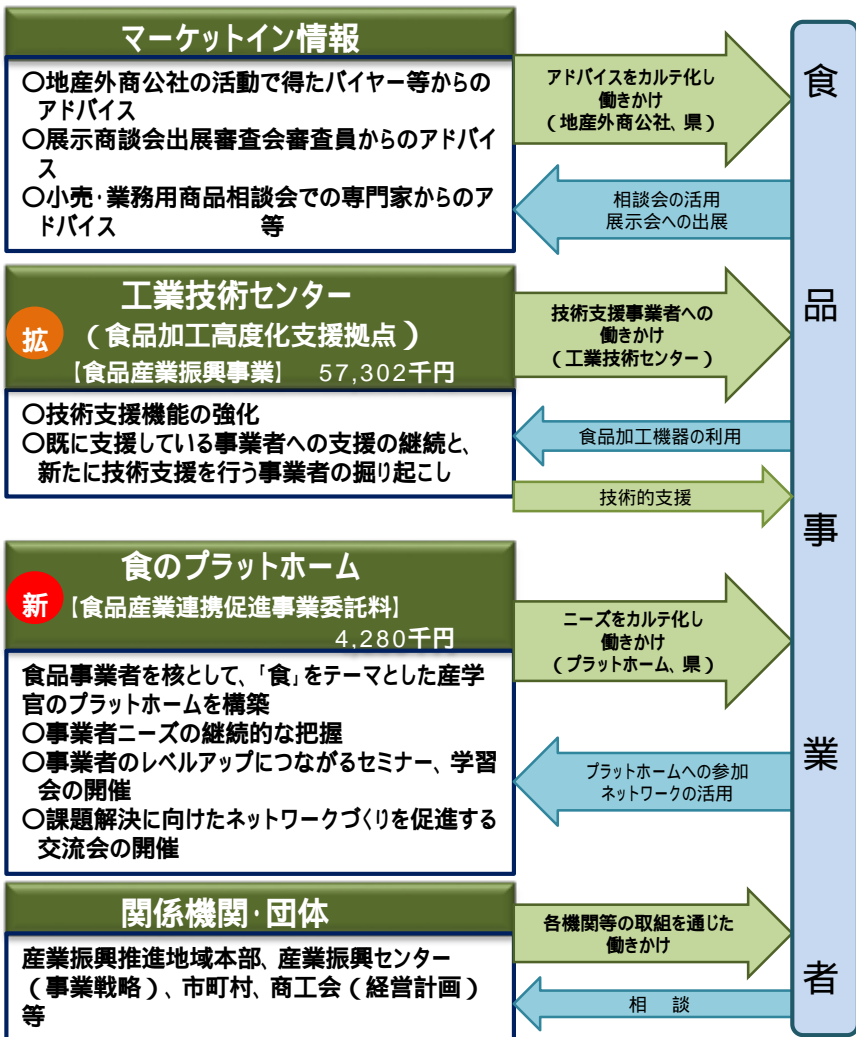 マーケットイン情報
○地産外商公社の活動で得たバイヤー等からの
アドバイス
○展示商談会出展審査会審査員からのアドバイ
ス
○小売・業務用商品相談会での専門家からのア
ドバイス　　　　　等
アドバイスをカルテ化し
働きかけ
（地産外商公社、県）
相談会の活用
展示会への出展
拡
工業技術センター
（食品加工高度化支援拠点）
【食品産業振興事業】　57,302千円
○技術支援機能の強化
○既に支援している事業者への支援の継続と、
新たに技術支援を行う事業者の掘り起こし
技術支援事業者への
働きかけ
（工業技術センター）
食品加工機器の利用
技術的支援
新
食のプラットホーム
【食品産業連携促進事業委託料】
4,280千円
食品事業者を核として、「食」をテーマとした産学
官のプラットホームを構築
○事業者ニーズの継続的な把握
○事業者のレベルアップにつながるセミナー、学習
会の開催
○課題解決に向けたネットワークづくりを促進する
交流会の開催
ニーズをカルテ化し
働きかけ
（プラットホーム、県）
プラットホームへの参加
ネットワークの活用
関係機関・団体
産業振興推進地域本部、産業振興センター
（事業戦略）、市町村、商工会（経営計画）
等
各機関等の取組を通じた
働きかけ
相　談
食品事業者